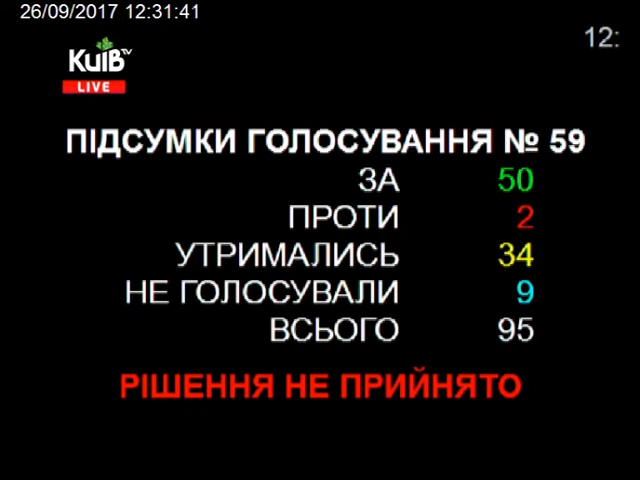 26/09/2017 12:31:41
12:
КиїВ TV
LIVE
ПІДСУМКИ ГОЛОСУВАННЯ № 59
ЗА 50
ПРОТИ 2
УТРИМАЛИСЬ 34
НЕ ГОЛОСУВАЛИ 9
ВСЬОГО 95
РІШЕННЯ НЕ ПРИЙНЯТО